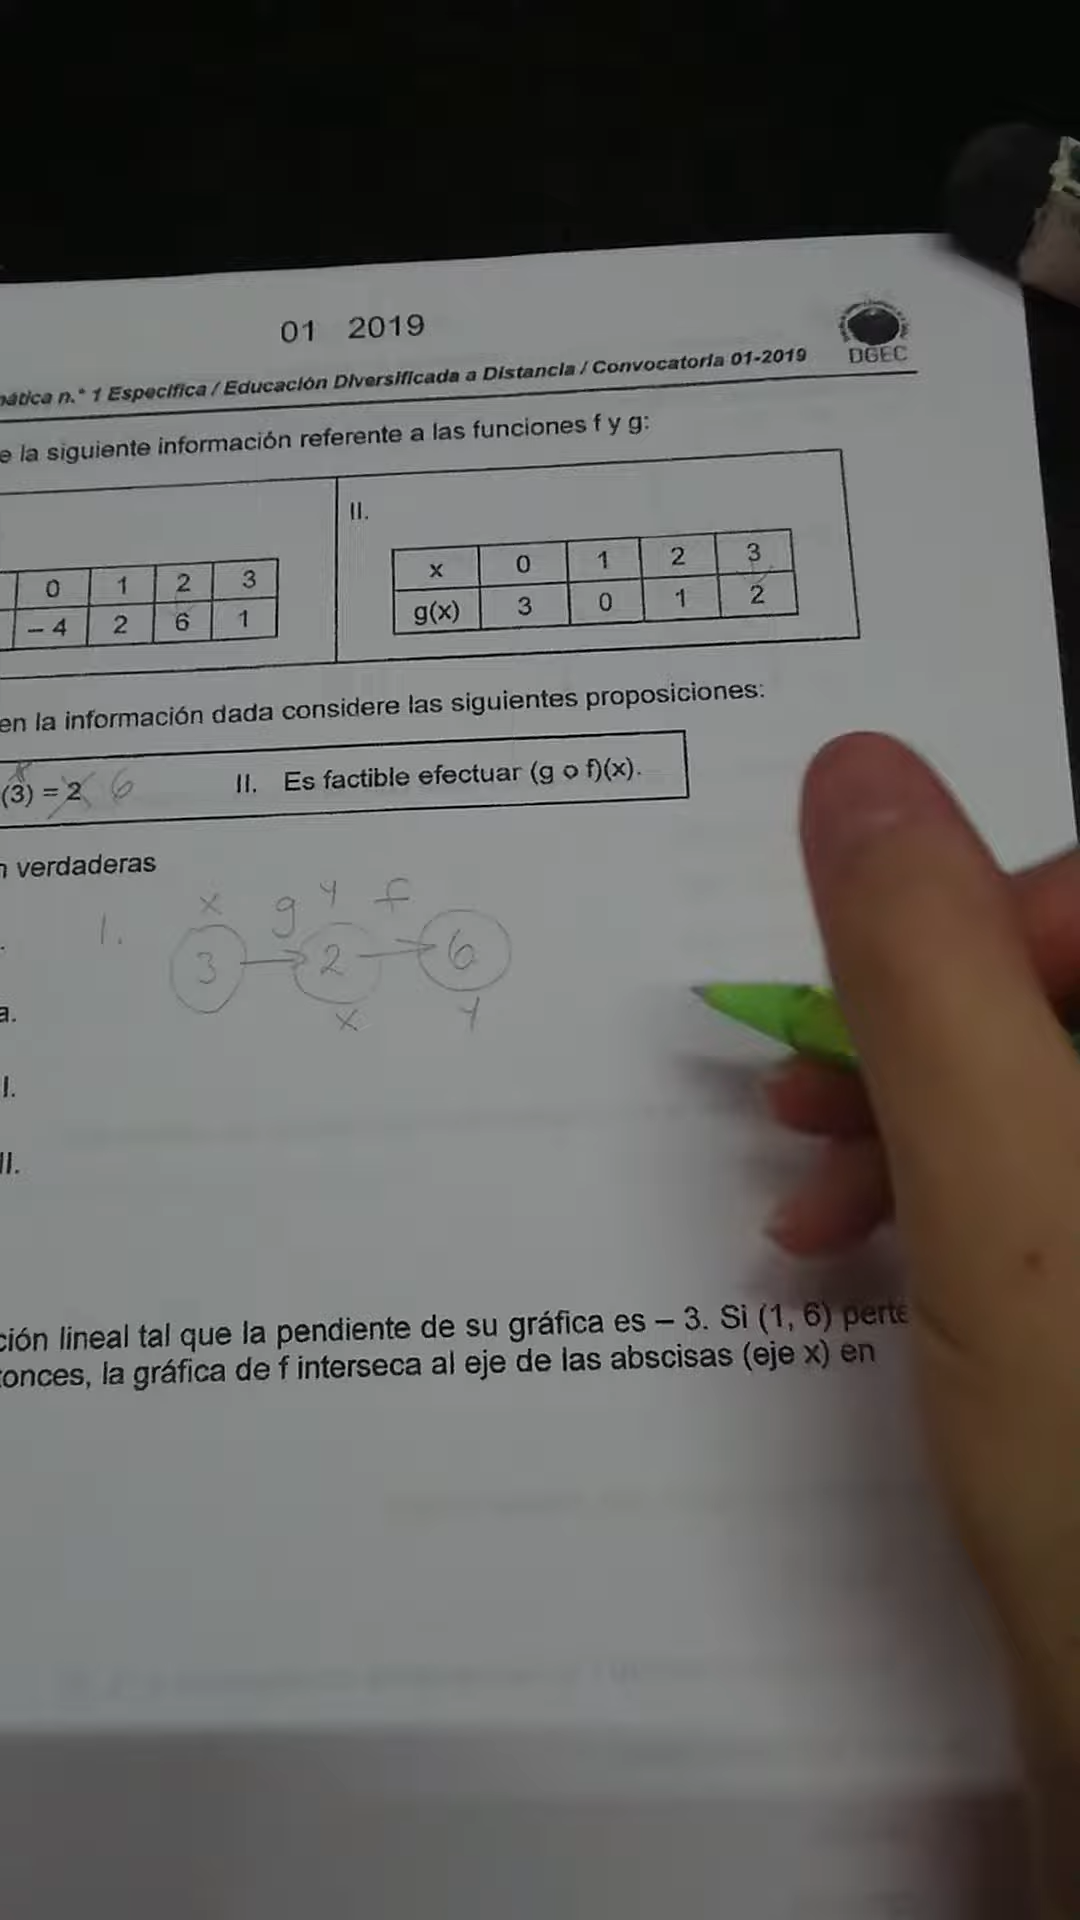 01 2019
DGEC
n.° 1 Especifica / Educación Diversificada a Distancia / Convocatoria 01-2019
e la siguiente información referente a las funciones f y g:
II.
0 1 2 3
– 4 2 6 1
x 0 1 2 3
g(x) 3 0 1 2
en la información dada considere las siguientes proposiciones:
(3) = 2 6
II. Es factible efectuar (g o f)(x).
verdaderas
1.
x g y f
3 2 6
x y
a.
I.
II.
ción lineal tal que la pendiente de su gráfica es – 3. Si (1, 6) perte
tonces, la gráfica de f interseca al eje de las abscisas (eje x) en